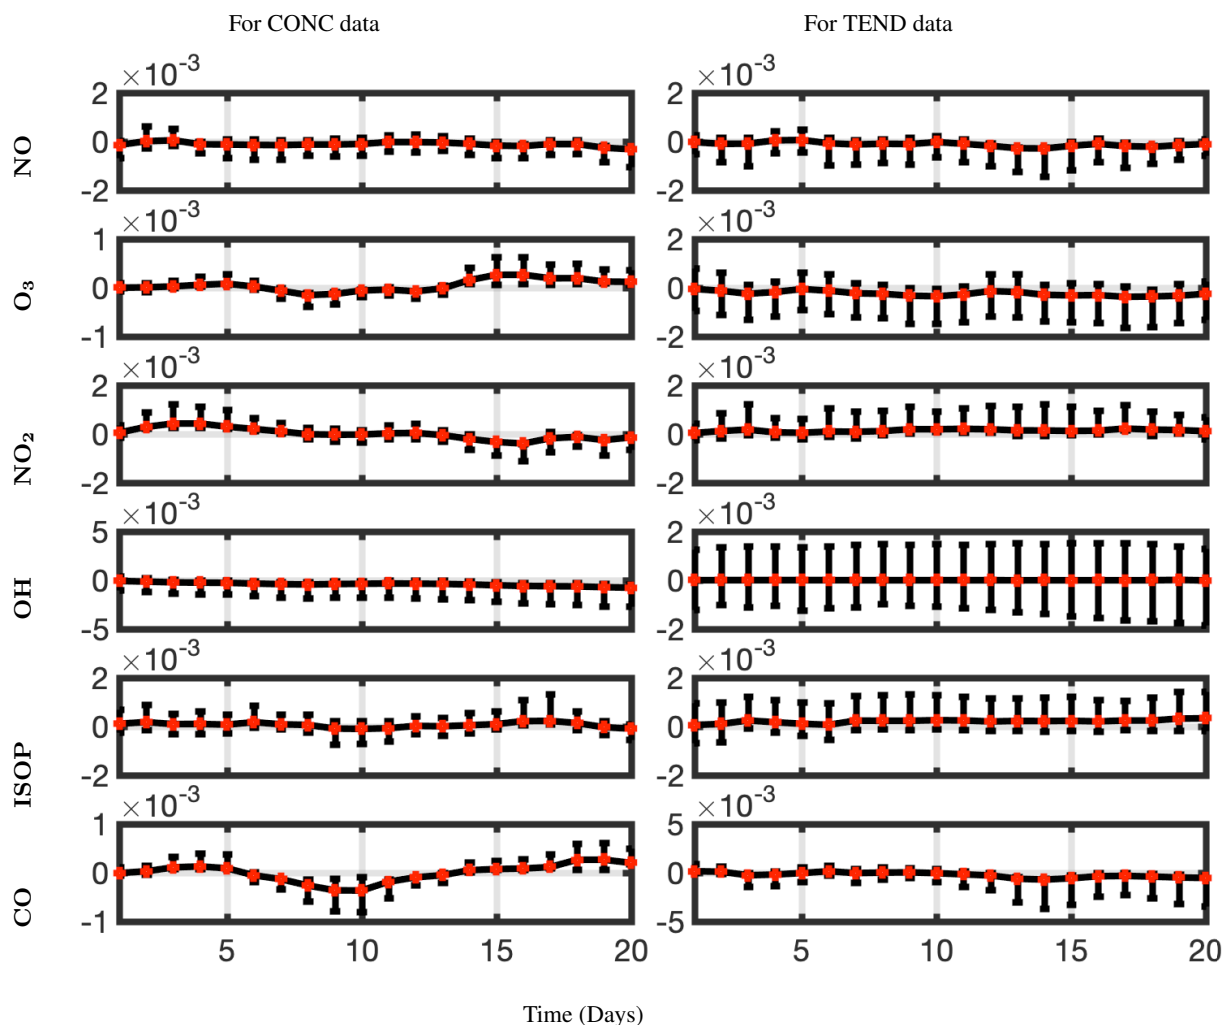 For CONC data For TEND data
×10⁻³ ×10⁻³
NO 2 0 -2 2 0 -2
×10⁻³ ×10⁻³
O₃ 1 0 -1 2 0 -2
×10⁻³ ×10⁻³
NO₂ 2 0 -2 2 0 -2
×10⁻³ ×10⁻³
OH 5 0 -5 2 0 -2
×10⁻³ ×10⁻³
ISOP 2 0 -2 2 0 -2
×10⁻³ ×10⁻³
CO 1 0 -1 5 0 -5
5 10 15 20 5 10 15 20
Time (Days)